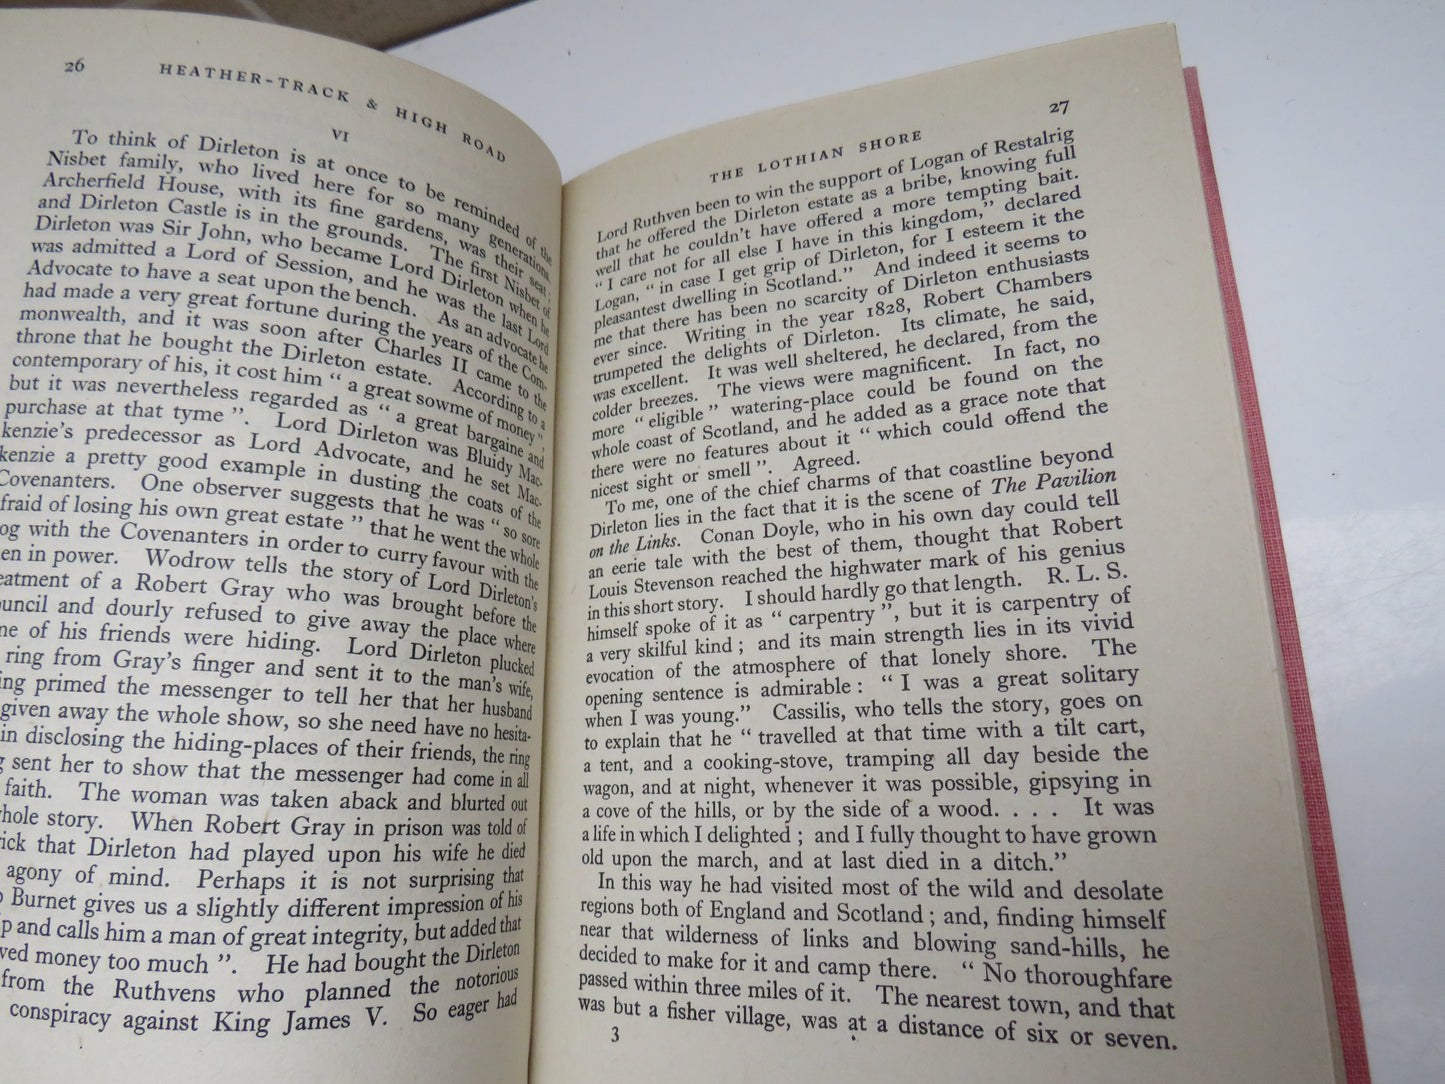 26
HEATHER-TRACK & HIGH ROAD
VI
To think of Dirleton is at once to be reminded of the
Nisbet family, who lived here for so many generations.
Archerfield House, with its fine gardens, was their seat;
and Dirleton Castle is in the grounds. The first Nisbet of
Dirleton was Sir John, who became Lord Dirleton when he
was admitted a Lord of Session, and he was the last Lord
Advocate to have a seat upon the bench. As an advocate he
had made a very great fortune during the years of the Com-
monwealth, and it was soon after Charles II came to the
throne that he bought the Dirleton estate. According to a
contemporary of his, it cost him “ a great sowme of money ”,
but it was nevertheless regarded as “ a great bargaine and
purchase at that tyme ”. Lord Dirleton was Bluidy Mac-
kenzie's predecessor as Lord Advocate, and he set Mac-
kenzie a pretty good example in dusting the coats of the
Covenanters. One observer suggests that he was “ so sore
fraid of losing his own great estate ” that he went the whole
og with the Covenanters in order to curry favour with the
en in power. Wodrow tells the story of Lord Dirleton's
eatment of a Robert Gray who was brought before the
ouncil and dourly refused to give away the place where
me of his friends were hiding. Lord Dirleton plucked
ring from Gray's finger and sent it to the man's wife,
ing primed the messenger to tell her that her husband
given away the whole show, so she need have no hesita-
in disclosing the hiding-places of their friends, the ring
g sent her to show that the messenger had come in all
faith. The woman was taken aback and blurted out
hole story. When Robert Gray in prison was told of
rick that Dirleton had played upon his wife he died
agony of mind. Perhaps it is not surprising that
p Burnet gives us a slightly different impression of his
p and calls him a man of great integrity, but added that
ved money too much ”. He had bought the Dirleton
from the Ruthvens who planned the notorious
conspiracy against King James V. So eager had
27
THE LOTHIAN SHORE
Lord Ruthven been to win the support of Logan of Restalrig
that he offered the Dirleton estate as a bribe, knowing full
well that he couldn't have offered a more tempting bait.
“ I care not for all else I have in this kingdom,” declared
Logan, “ in case I get grip of Dirleton, for I esteem it the
pleasantest dwelling in Scotland.” And indeed it seems to
me that there has been no scarcity of Dirleton enthusiasts
ever since. Writing in the year 1828, Robert Chambers
trumpeted the delights of Dirleton. Its climate, he said,
was excellent. It was well sheltered, he declared, from the
colder breezes. The views were magnificent. In fact, no
more “ eligible ” watering-place could be found on the
whole coast of Scotland, and he added as a grace note that
there were no features about it “ which could offend the
nicest sight or smell ”. Agreed.
To me, one of the chief charms of that coastline beyond
Dirleton lies in the fact that it is the scene of The Pavilion
on the Links. Conan Doyle, who in his own day could tell
an eerie tale with the best of them, thought that Robert
Louis Stevenson reached the highwater mark of his genius
in this short story. I should hardly go that length. R. L. S.
himself spoke of it as “ carpentry ”, but it is carpentry of
a very skilful kind ; and its main strength lies in its vivid
evocation of the atmosphere of that lonely shore. The
opening sentence is admirable : “ I was a great solitary
when I was young.” Cassilis, who tells the story, goes on
to explain that he “ travelled at that time with a tilt cart,
a tent, and a cooking-stove, tramping all day beside the
wagon, and at night, whenever it was possible, gipsying in
a cove of the hills, or by the side of a wood. . . . It was
a life in which I delighted ; and I fully thought to have grown
old upon the march, and at last died in a ditch.”
In this way he had visited most of the wild and desolate
regions both of England and Scotland ; and, finding himself
near that wilderness of links and blowing sand-hills, he
decided to make for it and camp there. “ No thoroughfare
passed within three miles of it. The nearest town, and that
was but a fisher village, was at a distance of six or seven.
3